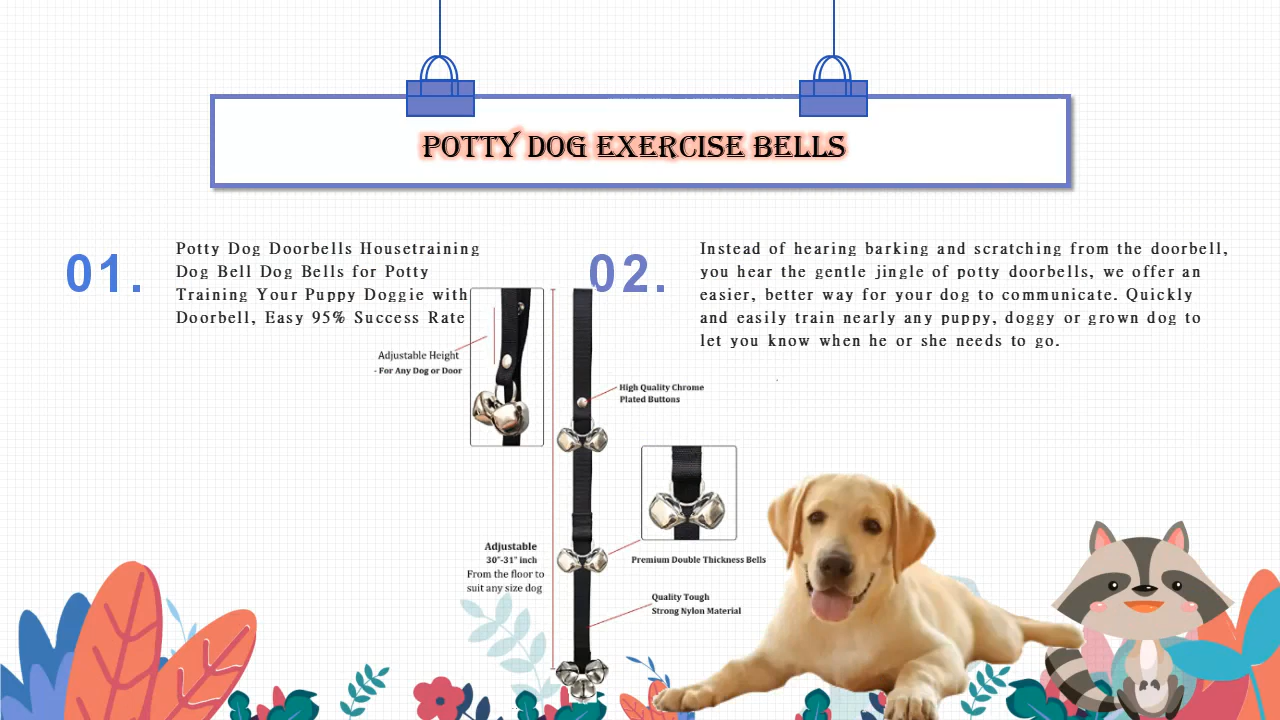 POTTY DOG EXERCISE BELLS
01.
Potty Dog Doorbells Housetraining
Dog Bell Dog Bells for Potty
Training Your Puppy Doggie with
Doorbell, Easy 95% Success Rate
02.
Instead of hearing barking and scratching from the doorbell,
you hear the gentle jingle of potty doorbells, we offer an
easier, better way for your dog to communicate. Quickly
and easily train nearly any puppy, doggy or grown dog to
let you know when he or she needs to go.
Adjustable Height
- For Any Dog or Door
High Quality Chrome
Plated Buttons
Adjustable
30"-31" inch
From the floor to
suit any size dog
Premium Double Thickness Bells
Quality Tough
Strong Nylon Material